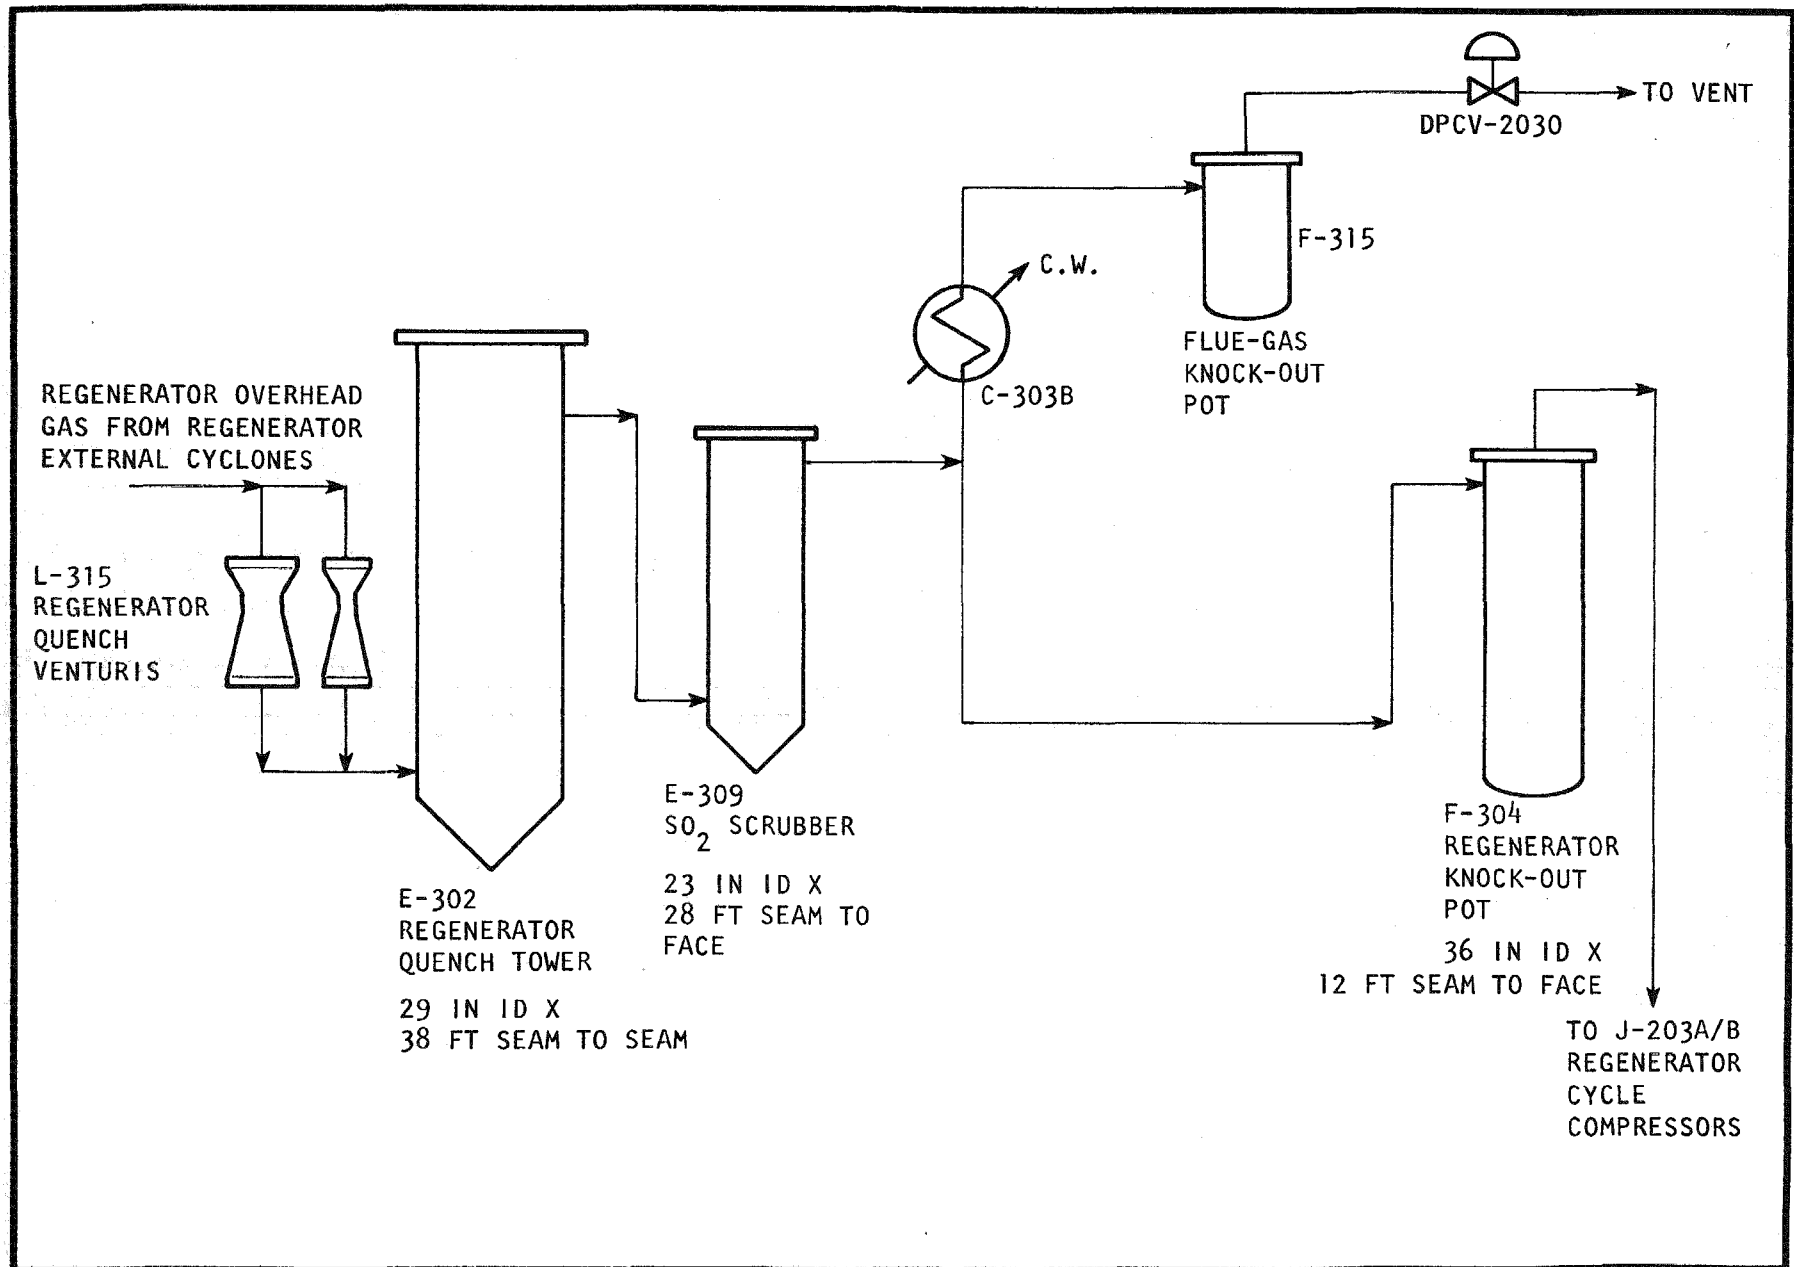 TO VENT
DPCV-2030
F-315
C.W.
FLUE-GAS
KNOCK-OUT
POT
C-303B
REGENERATOR OVERHEAD
GAS FROM REGENERATOR
EXTERNAL CYCLONES
L-315
REGENERATOR
QUENCH
VENTURIS
E-302
REGENERATOR
QUENCH TOWER
29 IN ID X
38 FT SEAM TO SEAM
E-309
SO2 SCRUBBER
23 IN ID X
28 FT SEAM TO
FACE
F-304
REGENERATOR
KNOCK-OUT
POT
36 IN ID X
12 FT SEAM TO FACE
TO J-203A/B
REGENERATOR
CYCLE
COMPRESSORS